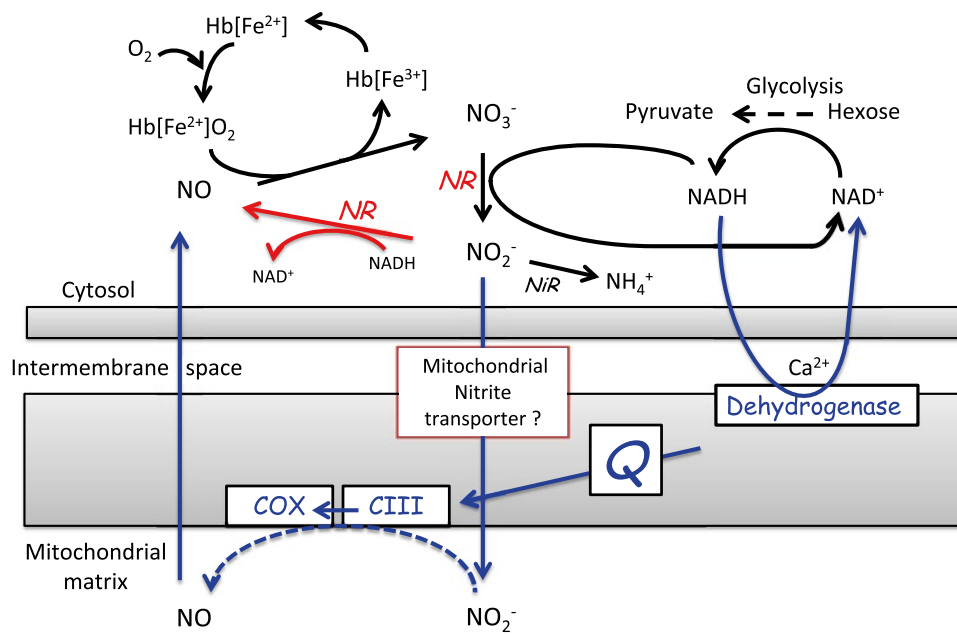 Hb[Fe²⁺]
O₂
Hb[Fe³⁺]
Hb[Fe²⁺]O₂
Glycolysis
Pyruvate
Hexose
NO₃⁻
NO
NR
NR
NADH
NAD⁺
NO₂⁻
NAD⁺
NADH
NiR
NH₄⁺
Cytosol
Intermembrane space
Mitochondrial
Nitrite
transporter ?
Ca²⁺
Dehydrogenase
Q
COX
CIII
Mitochondrial
matrix
NO
NO₂⁻